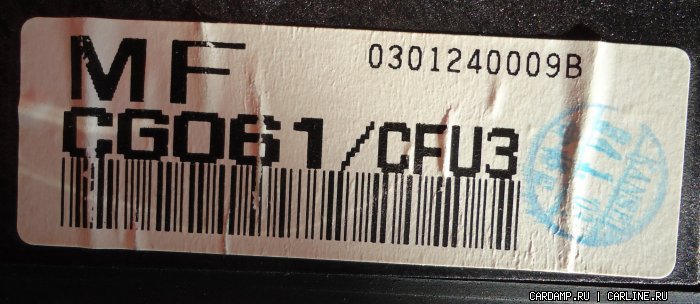 MF 0301240009B
CG061/CFU3
CARDAMP.RU | CARLINE.RU